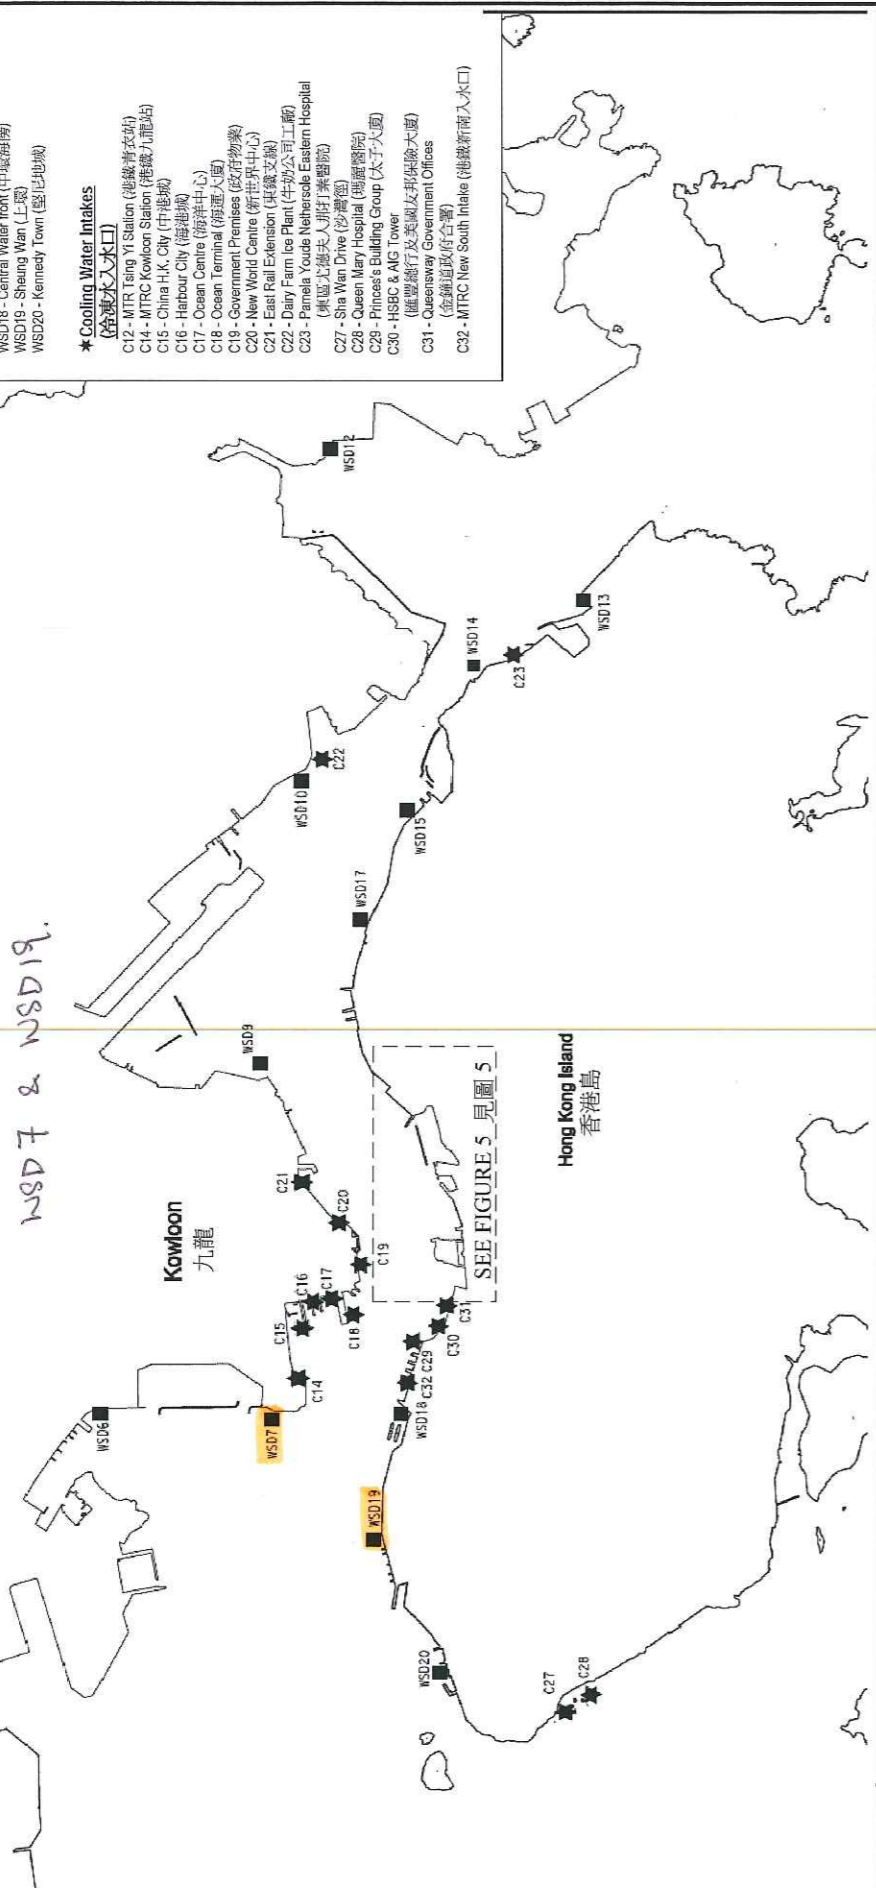 WSD18 - Central Water front (中環海傍)
WSD19 - Sheung Wan (上環)
WSD20 - Kennedy Town (堅尼地城)
★Cooling Water Intakes
(冷凍水入水口)
C12 - MTR Tsing Yi Station (港鐵青衣站)
C14 - MTRC Kowloon Station (港鐵九龍站)
C15 - China H.K. City (中港城)
C16 - Harbour City (海港城)
C17 - Ocean Centre (海洋中心)
C18 - Ocean Terminal (海運大廈)
C19 - Government Premises (政府物業)
C20 - New World Centre (新世界中心)
C21 - East Rail Extension (東鐵支線)
C22 - Dairy Farm Ice Plant (牛奶公司工廠)
C23 - Pamela Youde Nethersole Eastern Hospital
(東區尤德夫人那打素醫院)
C27 - Sha Wan Drive (沙灣徑)
C28 - Queen Mary Hospital (瑪麗醫院)
C29 - Princes's Building Group (太子大廈)
C30 - HSBC & AIG Tower
(匯豐總行及美國友邦保險大廈)
C31 - Queensway Government Offices
(金鐘道政府合署)
C32 - MTRC New South Intake (港鐵新南入水口)
WSD7 & WSD19.
Kowloon
九龍
Hong Kong Island
香港島
SEE FIGURE 5 見圖 5
WSD6
WSD7
WSD9
WSD10
WSD12
WSD13
WSD14
WSD15
WSD17
WSD18
WSD19
WSD20
C14
C15
C16
C17
C18
C19
C20
C21
C22
C23
C27
C28
C29
C30
C31
C32